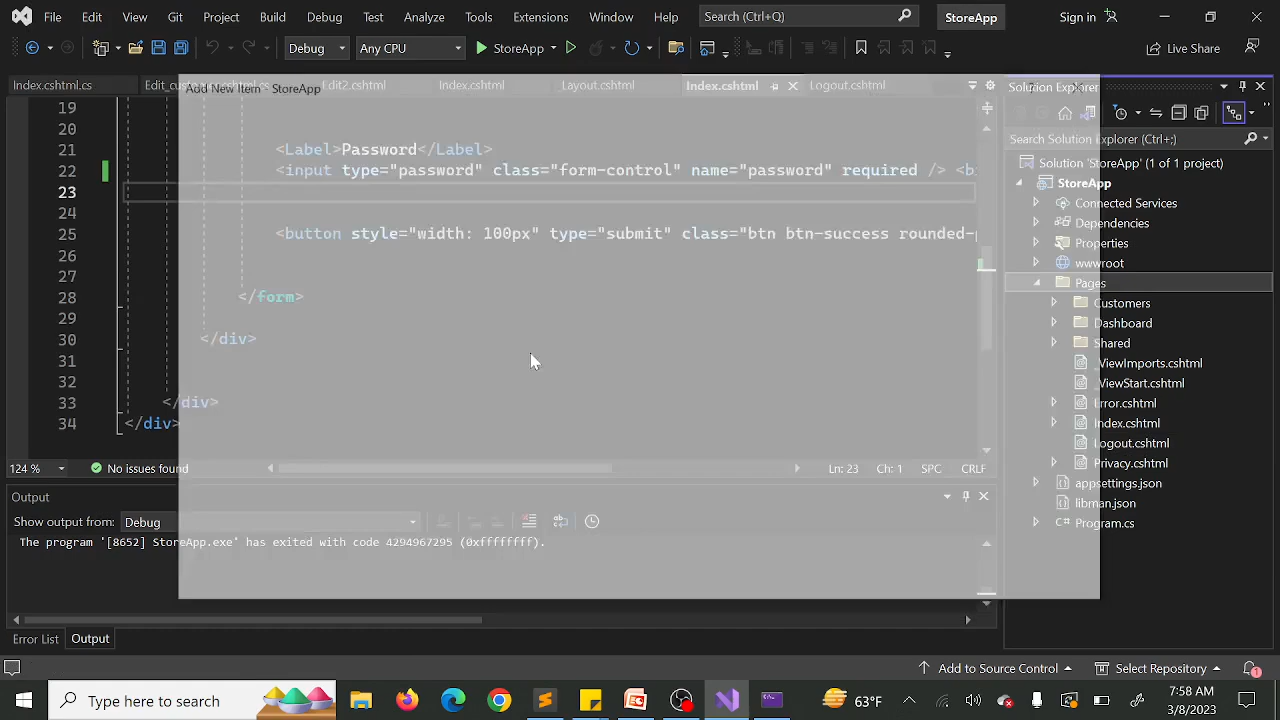 File Edit View Git Project Build Debug Test Analyze Tools Extensions Window Help Search (Ctrl+Q) StoreApp Sign in
Debug Any CPU StoreApp Live Share
Index.cshtml.cs Edit2.cshtml Index.cshtml _Layout.cshtml Index.cshtml Logout.cshtml Solution Explorer
Add New Item - StoreApp
Search Solution Explorer (Ctrl+;)
Solution 'StoreApp' (1 of 1 project)
StoreApp
Connected Services
Dependencies
Properties
wwwroot
Pages
Customers
Dashboard
Shared
_ViewImports.cshtml
_ViewStart.cshtml
Error.cshtml
Index.cshtml
Logout.cshtml
Privacy.cshtml
appsettings.json
libman.json
Program.cs
19
20
21 <Label>Password</Label>
22 <input type="password" class="form-control" name="password" required /> <b
23
24
25 <button style="width: 100px" type="submit" class="btn btn-success rounded-
26
27
28 </form>
29
30 </div>
31
32
33 </div>
34 </div>
124 % No issues found Ln: 23 Ch: 1 SPC CRLF
Output
Show output from: Debug
The program '[8652] StoreApp.exe' has exited with code 4294967295 (0xffffffff).
Error List Output
Add to Source Control Select Repository 1
Type here to search 63°F 7:58 AM
3/8/2023